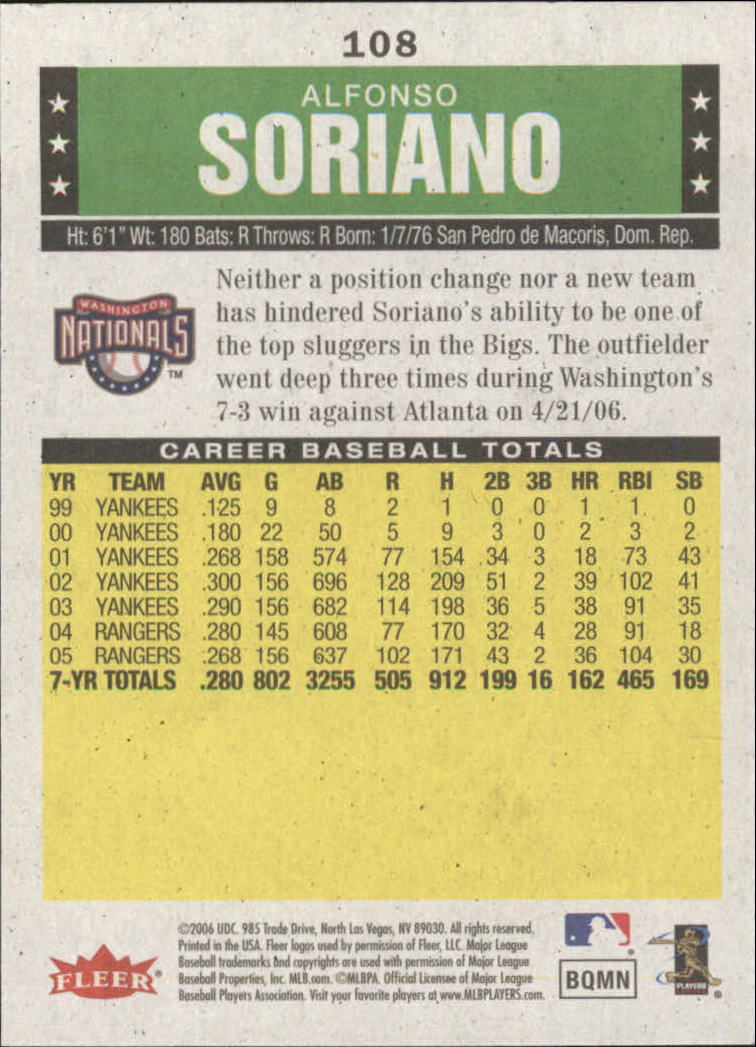 108
ALFONSO
SORIANO
Ht: 6'1" Wt: 180 Bats: R Throws: R Born: 1/7/76 San Pedro de Macoris, Dom. Rep.
WASHINGTON
NATIONALS
TM
Neither a position change nor a new team
has hindered Soriano's ability to be one of
the top sluggers in the Bigs. The outfielder
went deep three times during Washington's
7-3 win against Atlanta on 4/21/06.
CAREER BASEBALL TOTALS
YR TEAM AVG G AB R H 2B 3B HR RBI SB
99 YANKEES .125 9 8 2 1 0 0 1 1 0
00 YANKEES .180 22 50 5 9 3 0 2 3 2
01 YANKEES .268 158 574 77 154 34 3 18 73 43
02 YANKEES .300 156 696 128 209 51 2 39 102 41
03 YANKEES .290 156 682 114 198 36 5 38 91 35
04 RANGERS .280 145 608 77 170 32 4 28 91 18
05 RANGERS .268 156 637 102 171 43 2 36 104 30
7-YR TOTALS .280 802 3255 505 912 199 16 162 465 169
©2006 UDC. 985 Trade Drive, North Las Vegas, NV 89030. All rights reserved.
Printed in the USA. Fleer logos used by permission of Fleer, LLC. Major League
Baseball trademarks and copyrights are used with permission of Major League
Baseball Properties, Inc. MLB.com. ©MLBPA. Official Licensee of Major League
Baseball Players Association. Visit your favorite players at www.MLBPLAYERS.com.
FLEER®
BQMN
PLAYERS
®